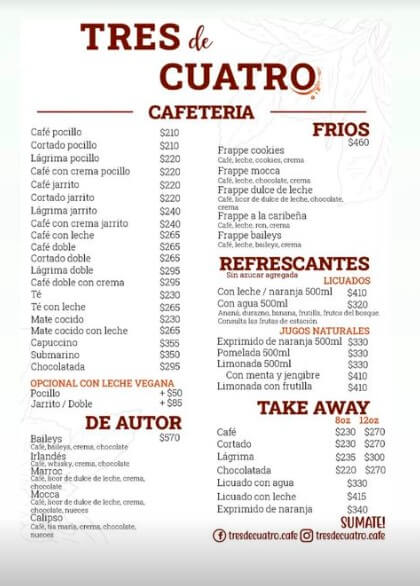 TRES de
CUATRO
CAFETERIA
Café pocillo $210
Cortado pocillo $210
Lágrima pocillo $220
Café con crema pocillo $220
Café jarrito $220
Cortado jarrito $220
Lágrima jarrito $240
Café con crema jarrito $240
Café con leche $265
Café doble $265
Cortado doble $265
Lágrima doble $295
Café doble con crema $295
Té $230
Té con leche $265
Mate cocido $230
Mate cocido con leche $265
Capuccino $355
Submarino $350
Chocolatada $295
OPCIONAL CON LECHE VEGANA
Pocillo + $50
Jarrito / Doble + $85
DE AUTOR
$570
Baileys
Café, baileys, crema, chocolate
Irlandés
Café, whisky, crema, chocolate
Marroc
Café, licor de dulce de leche, crema,
chocolate
Mocca
Café, licor de dulce de leche, crema,
chocolate, nueces
Calipso
Café, tia maría, crema, chocolate,
nueces
FRIOS
$460
Frappe cookies
Café, leche, cookies, crema
Frappe mocca
Café, leche, chocolate, crema
Frappe dulce de leche
Café, licor de dulce de leche, chocolate,
crema
Frappe a la caribeña
Café, leche, ron, crema
Frappe baileys
Café, leche, baileys, crema
REFRESCANTES
Sin azucar agregada
LICUADOS
Con leche / naranja 500ml $410
Con agua 500ml $320
Ananá, durazno, banana, frutilla, frutos del bosque
Consulta las frutas de estación
JUGOS NATURALES
Exprimido de naranja 500ml $330
Pomelada 500ml $330
Limonada 500ml $330
Con menta y jengibre $410
Limonada con frutilla $410
TAKE AWAY
8oz 12oz
Café $230 $270
Cortado $230 $270
Lágrima $235 $300
Chocolatada $220 $270
Licuado con agua $330
Licuado con leche $415
Exprimido de naranja $340
SUMATE!
tresdecuatro.cafe tresdecuatro.cafe